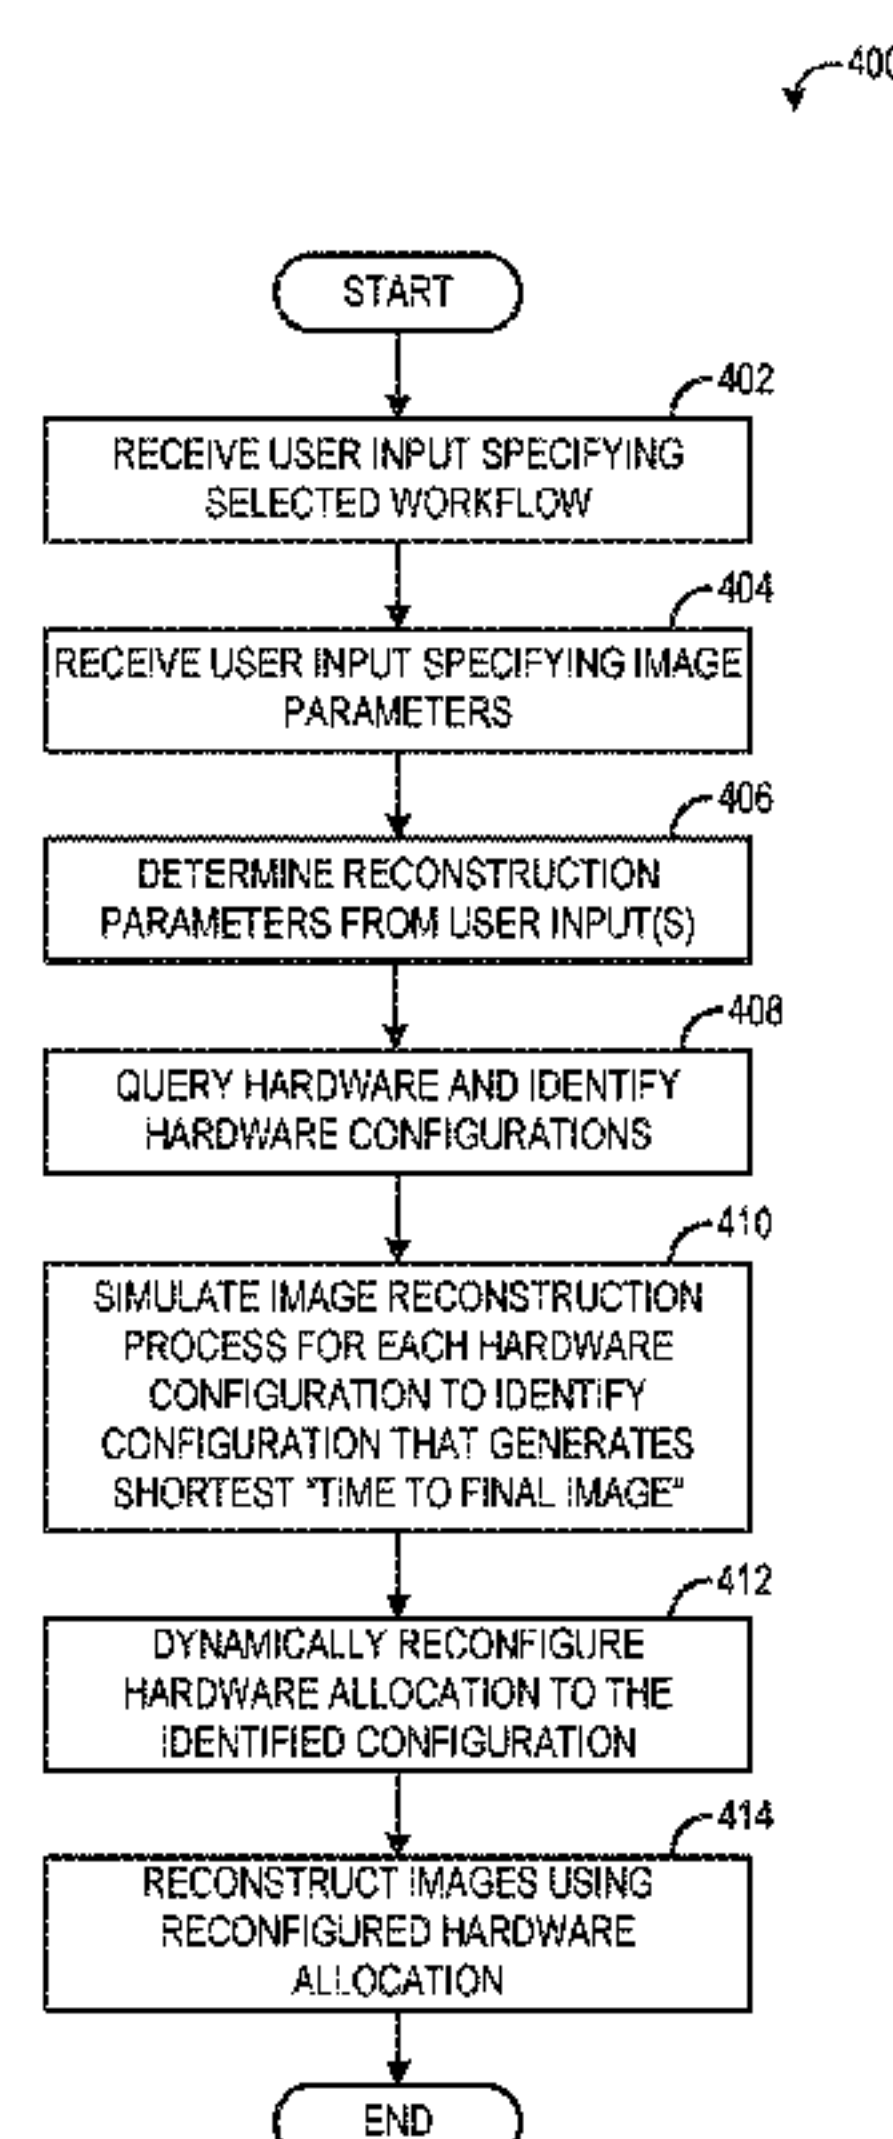 400
START
402
RECEIVE USER INPUT SPECIFYING
SELECTED WORKFLOW
404
RECEIVE USER INPUT SPECIFYING IMAGE
PARAMETERS
406
DETERMINE RECONSTRUCTION
PARAMETERS FROM USER INPUT(S)
408
QUERY HARDWARE AND IDENTIFY
HARDWARE CONFIGURATIONS
410
SIMULATE IMAGE RECONSTRUCTION
PROCESS FOR EACH HARDWARE
CONFIGURATION TO IDENTIFY
CONFIGURATION THAT GENERATES
SHORTEST "TIME TO FINAL IMAGE"
412
DYNAMICALLY RECONFIGURE
HARDWARE ALLOCATION TO THE
IDENTIFIED CONFIGURATION
414
RECONSTRUCT IMAGES USING
RECONFIGURED HARDWARE
ALLOCATION
END